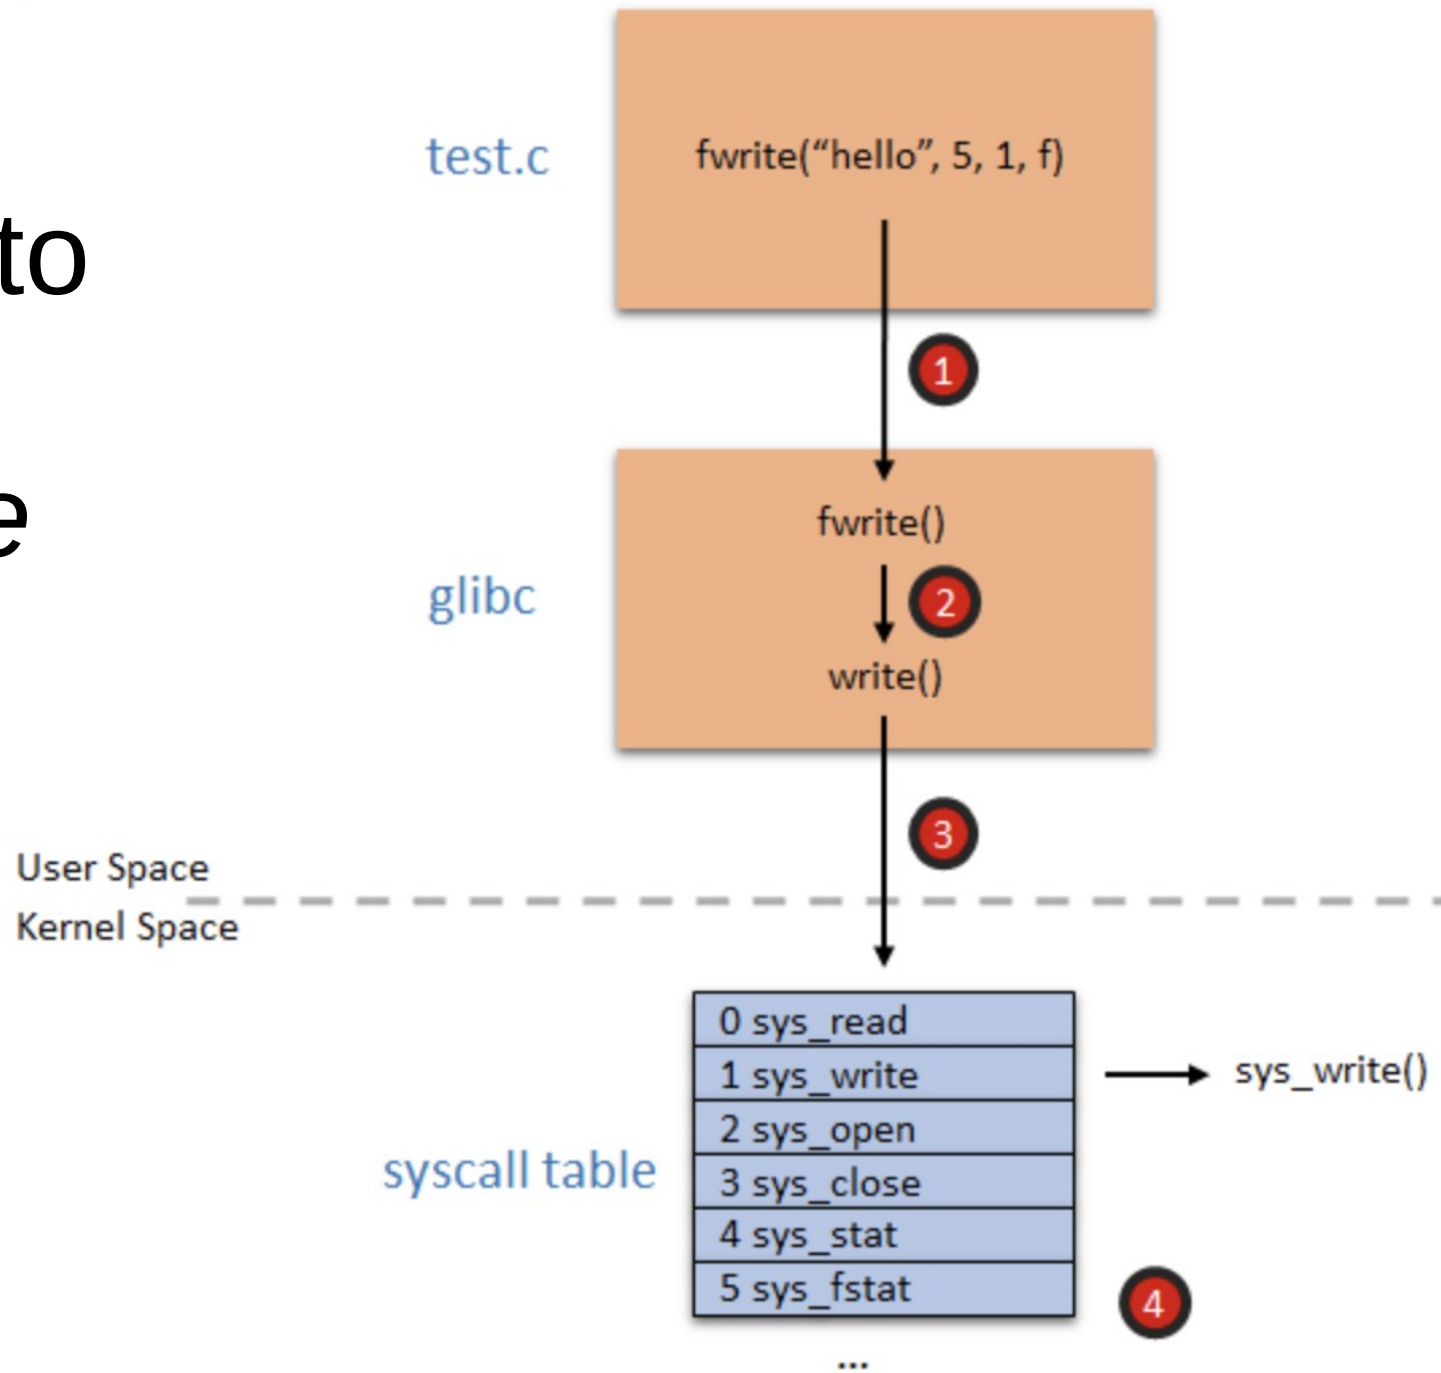 test.c
fwrite(“hello”, 5, 1, f)
to
1
fwrite()
e
glibc
2
write()
3
User Space
Kernel Space
0 sys_read
1 sys_write
sys_write()
2 sys_open
syscall table
3 sys_close
4 sys_stat
5 sys_fstat
4
...